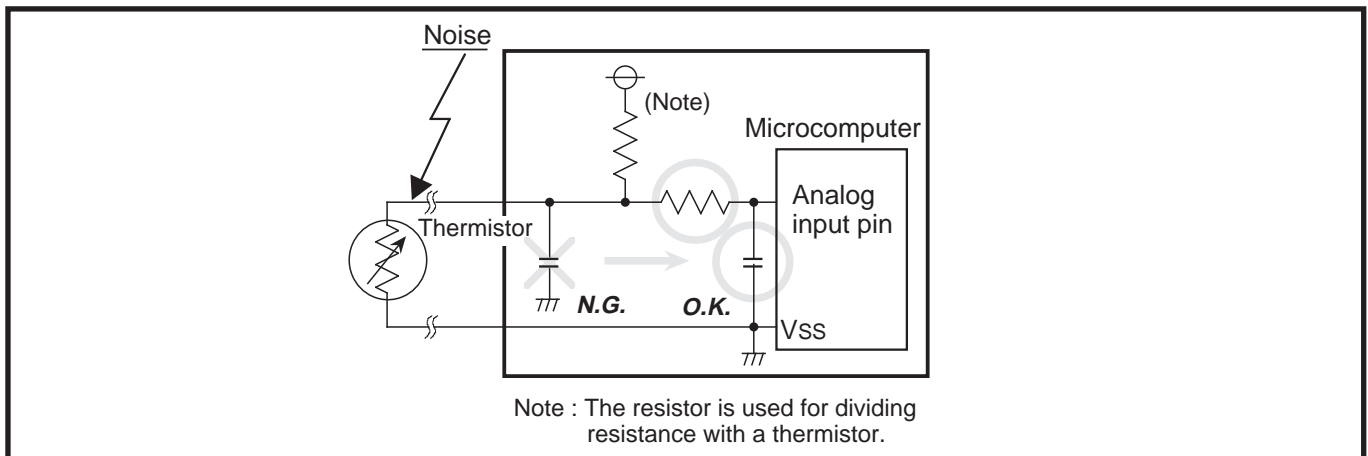 Noise
(Note)
Microcomputer
Analog
input pin
Thermistor
N.G.
O.K.
VSS
Note : The resistor is used for dividing
resistance with a thermistor.